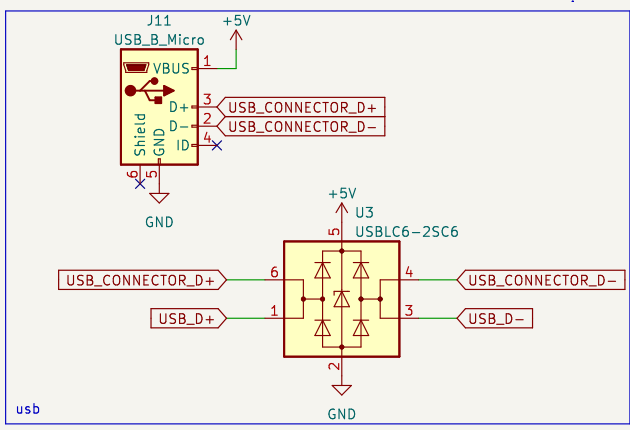 J11
+5V
USB_B_Micro
VBUS
1
D+
3
USB_CONNECTOR_D+
D-
2
USB_CONNECTOR_D-
ID
4
Shield
GND
6
5
GND
+5V
U3
5
USBLC6-2SC6
USB_CONNECTOR_D+
6
4
USB_CONNECTOR_D-
USB_D+
1
3
USB_D-
2
usb
GND